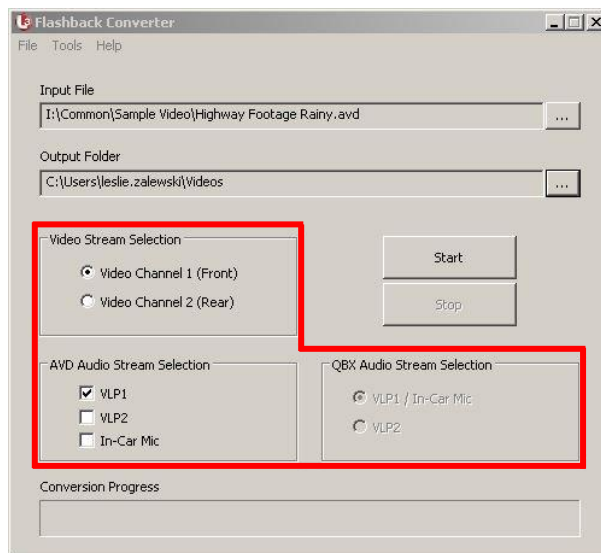 Flashback Converter
File Tools Help
Input File
I:\Common\Sample Video\Highway Footage Rainy.avd
...
Output Folder
C:\Users\leslie.zalewski\Videos
...
Video Stream Selection
Video Channel 1 (Front)
Video Channel 2 (Rear)
Start
Stop
AVD Audio Stream Selection
VLP1
VLP2
In-Car Mic
QBX Audio Stream Selection
VLP1 / In-Car Mic
VLP2
Conversion Progress